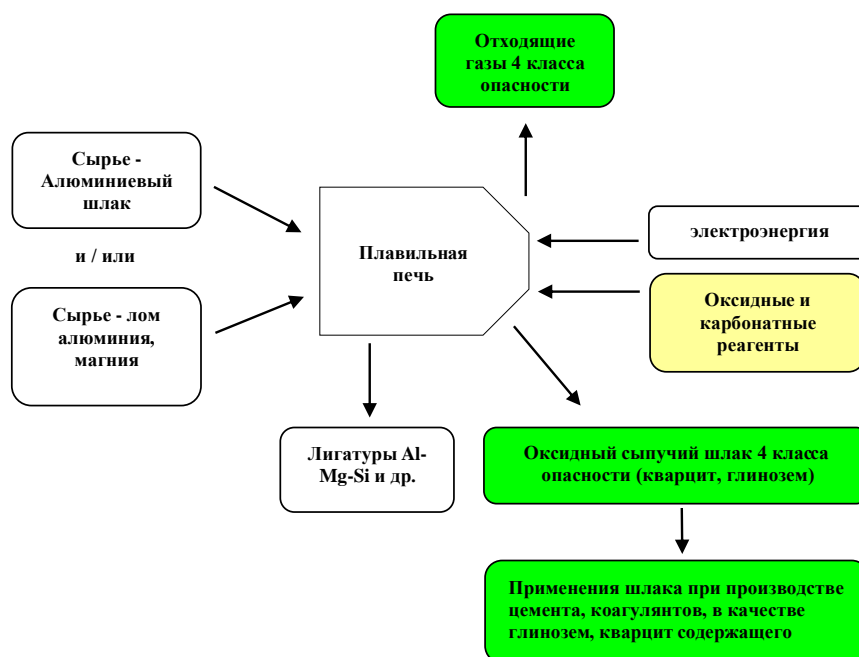 Отходящие
газы 4 класса
опасности
Сырье -
Алюминиевый
шлак
и / или
Сырье - лом
алюминия,
магния
Плавильная
печь
электроэнергия
Оксидные и
карбонатные
реагенты
Лигатуры Al-
Mg-Si и др.
Оксидный сыпучий шлак 4 класса
опасности (кварцит, глинозем)
Применения шлака при производстве
цемента, коагулянтов, в качестве
глинозем, кварцит содержащего